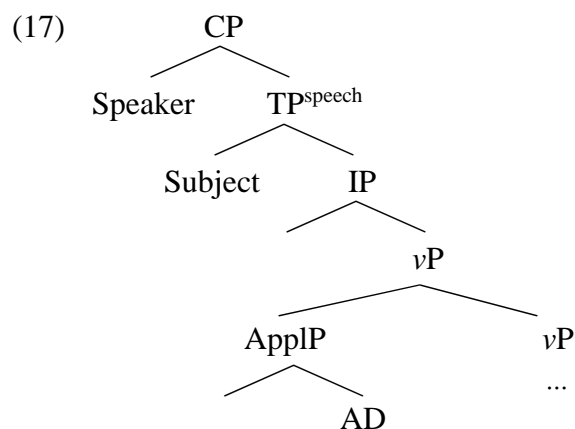 (17) CP
Speaker TPspeech
Subject IP
vP
ApplP vP
AD ...